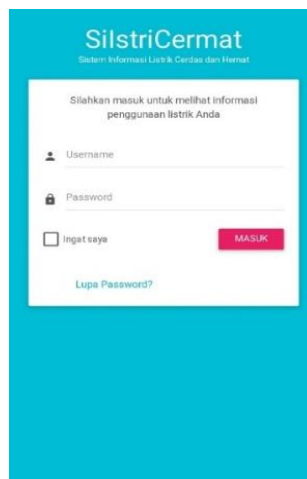 SilstriCermat
Sistem Informasi Listrik Cerdas dan Hemat
Silahkan masuk untuk melihat informasi
penggunaan listrik Anda
Username
Password
Ingat saya
MASUK
Lupa Password?